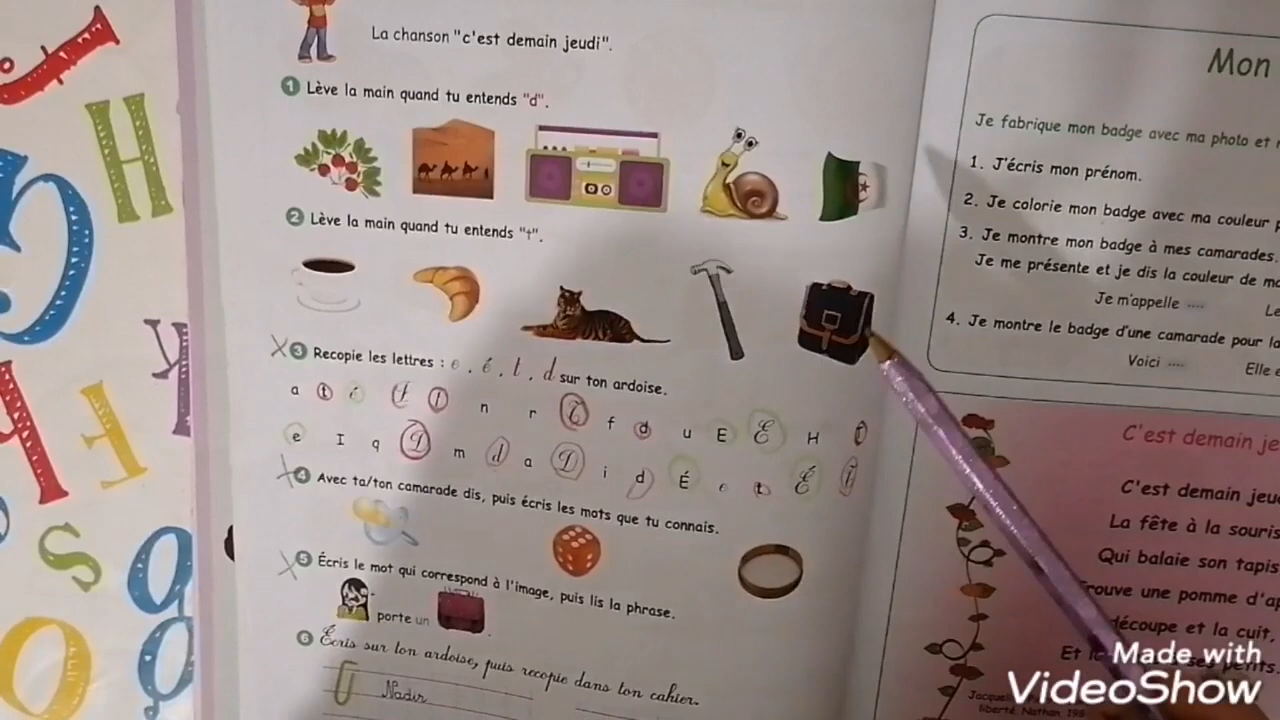 La chanson "c'est demain jeudi".
1 Lève la main quand tu entends "d".
2 Lève la main quand tu entends "t".
3 Recopie les lettres : e , é , t , d sur ton ardoise.
a t é t t n r T f d u E E H T
e I q D m d a D i d É e t É T
4 Avec ta/ton camarade dis, puis écris les mots que tu connais.
5 Écris le mot qui correspond à l'image, puis lis la phrase.
porte un .
6 Écris sur ton ardoise, puis recopie dans ton cahier.
Nadir
Mon
Je fabrique mon badge avec ma photo et
1. J'écris mon prénom.
2. Je colorie mon badge avec ma couleur
3. Je montre mon badge à mes camarades.
Je me présente et je dis la couleur de
Je m'appelle ....
4. Je montre le badge d'une camarade pour
Voici .... Elle
C'est demain
C'est demain
La fête à la souris
Qui balaie son tapis
Trouve une pomme
découpe et la cuit,
Made with
VideoShow